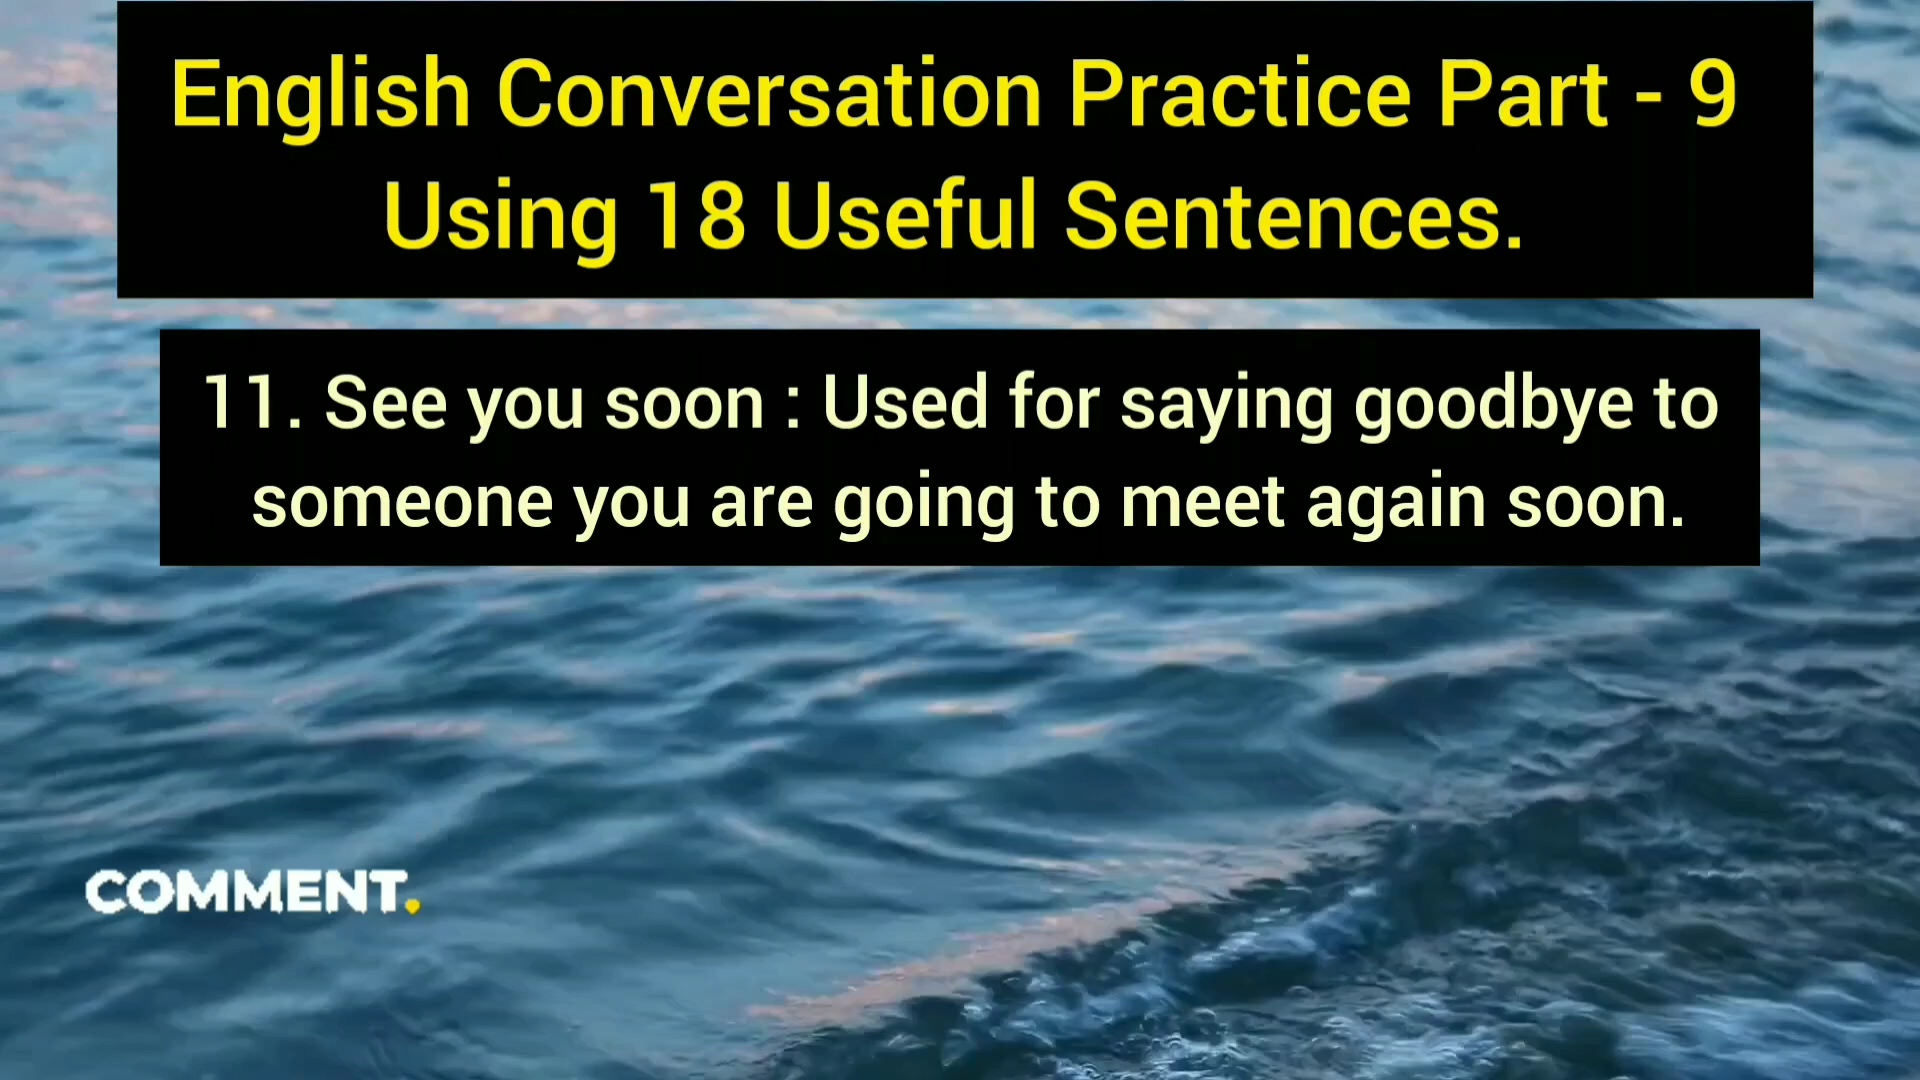 English Conversation Practice Part - 9
Using 18 Useful Sentences.
11. See you soon : Used for saying goodbye to
someone you are going to meet again soon.
COMMENT.